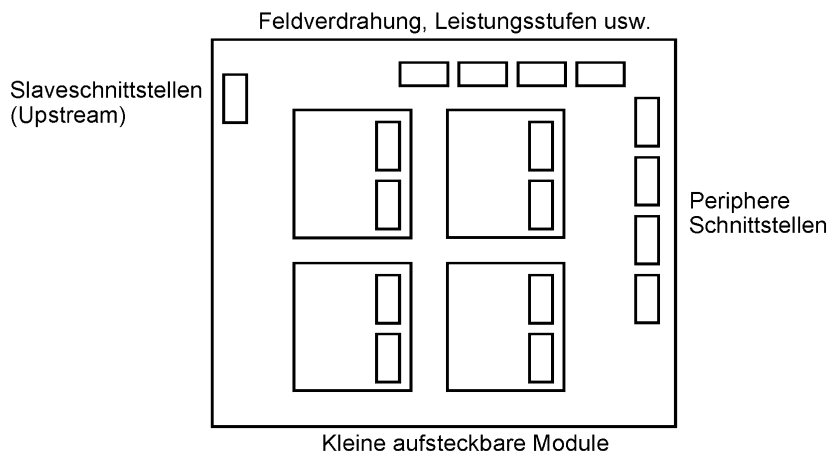 Feldverdrahung, Leistungsstufen usw.
Slaveschnittstellen
(Upstream)
Periphere
Schnittstellen
Kleine aufsteckbare Module